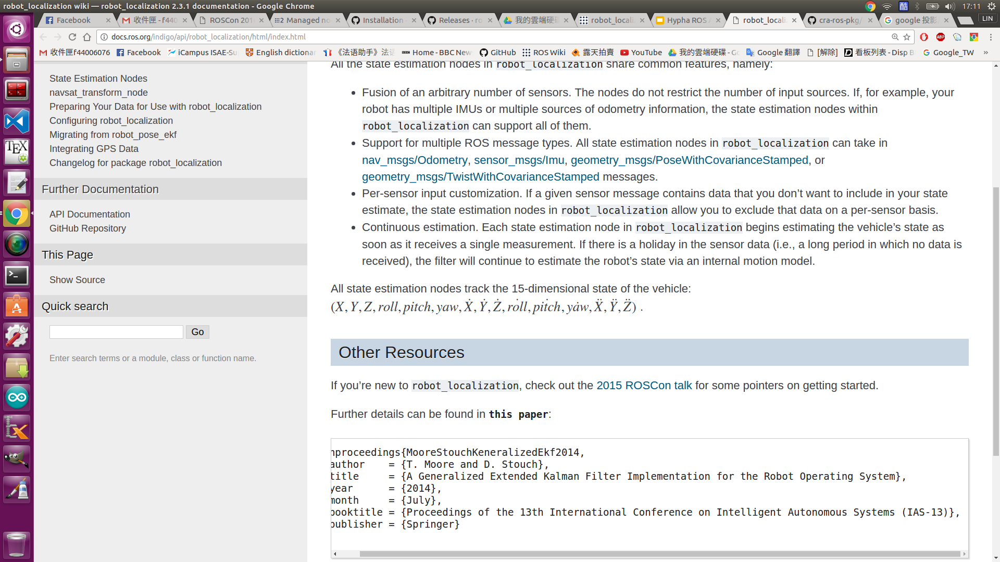 robot_localization wiki — robot_localization 2.3.1 documentation - Google Chrome
酷
17:11
Facebook
收件匣 - f440
ROSCon 201
Managed no
Installation
Releases · ro
我的雲端硬
robot_locali
Hypha ROS A
robot_locali
cra-ros-pkg/
google 投影
LIN
docs.ros.org/indigo/api/robot_localization/html/index.html
ABP
收件匣f44006076
Facebook
iCampus ISAE-Su
English dictionar
《法语助手》法语
Home - BBC New
GitHub
ROS Wiki
露天拍賣
YouTube
我的雲端硬碟 - Go
Google 翻譯
[解除]
看板列表 - Disp B
Google_TW
»
State Estimation Nodes
navsat_transform_node
Preparing Your Data for Use with robot_localization
Configuring robot_localization
Migrating from robot_pose_ekf
Integrating GPS Data
Changelog for package robot_localization
Further Documentation
API Documentation
GitHub Repository
This Page
Show Source
Quick search
Go
Enter search terms or a module, class or function name.
All the state estimation nodes in robot_localization share common features, namely:
• Fusion of an arbitrary number of sensors. The nodes do not restrict the number of input sources. If, for example, your
robot has multiple IMUs or multiple sources of odometry information, the state estimation nodes within
robot_localization can support all of them.
• Support for multiple ROS message types. All state estimation nodes in robot_localization can take in
nav_msgs/Odometry, sensor_msgs/Imu, geometry_msgs/PoseWithCovarianceStamped, or
geometry_msgs/TwistWithCovarianceStamped messages.
• Per-sensor input customization. If a given sensor message contains data that you don’t want to include in your state
estimate, the state estimation nodes in robot_localization allow you to exclude that data on a per-sensor basis.
• Continuous estimation. Each state estimation node in robot_localization begins estimating the vehicle’s state as
soon as it receives a single measurement. If there is a holiday in the sensor data (i.e., a long period in which no data is
received), the filter will continue to estimate the robot’s state via an internal motion model.
All state estimation nodes track the 15-dimensional state of the vehicle:
(X, Y, Z, roll, pitch, yaw, Ẋ, Ẏ, Ż, rȯll, pitċh, yaẇ, Ẍ, Ÿ, Z̈) .
Other Resources
If you’re new to robot_localization, check out the 2015 ROSCon talk for some pointers on getting started.
Further details can be found in this paper:
nproceedings{MooreStouchKeneralizedEkf2014,
author    = {T. Moore and D. Stouch},
title     = {A Generalized Extended Kalman Filter Implementation for the Robot Operating System},
year      = {2014},
month     = {July},
booktitle = {Proceedings of the 13th International Conference on Intelligent Autonomous Systems (IAS-13)},
publisher = {Springer}
TEX